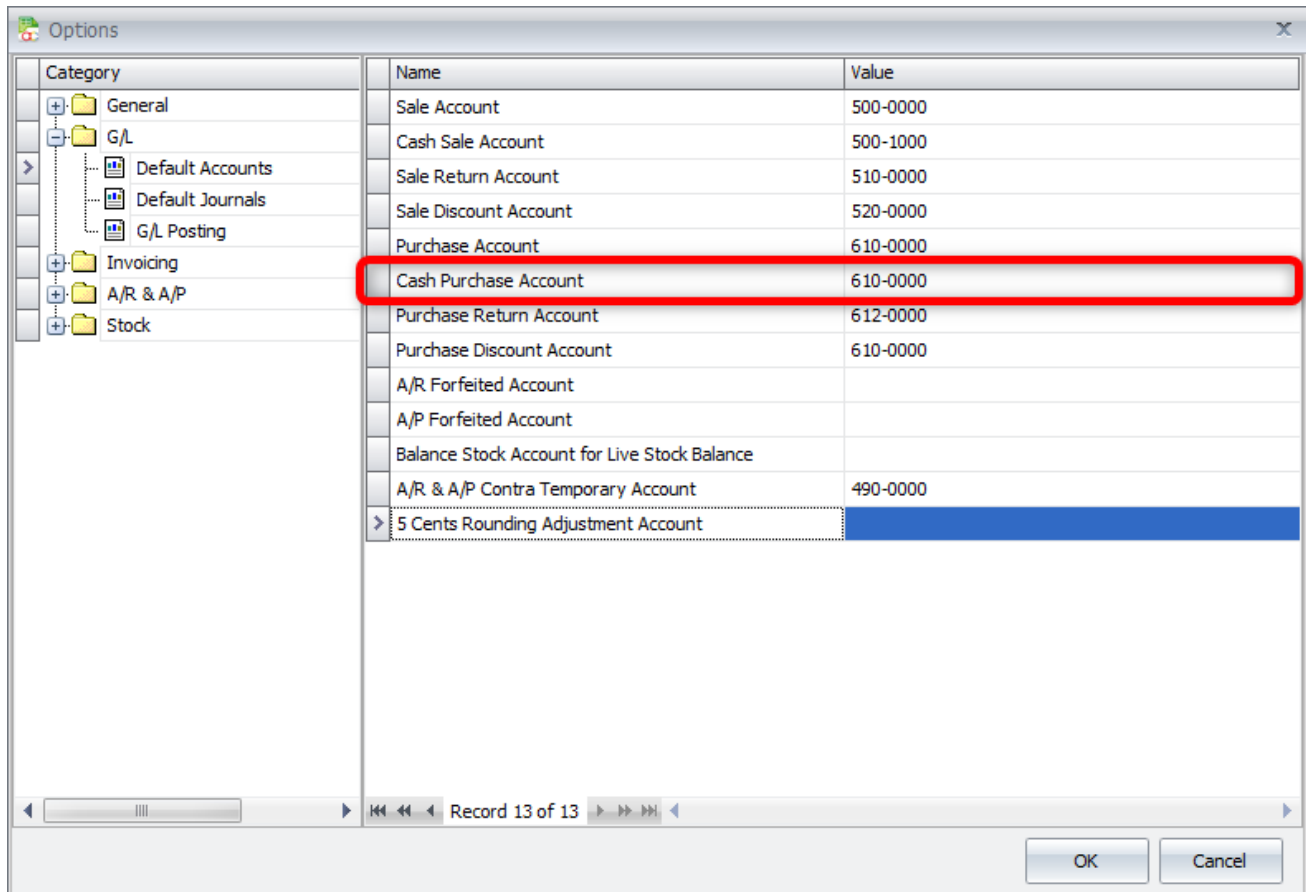 Options
Category
General
G/L
Default Accounts
Default Journals
G/L Posting
Invoicing
A/R & A/P
Stock
Name Value
Sale Account 500-0000
Cash Sale Account 500-1000
Sale Return Account 510-0000
Sale Discount Account 520-0000
Purchase Account 610-0000
Cash Purchase Account 610-0000
Purchase Return Account 612-0000
Purchase Discount Account 610-0000
A/R Forfeited Account
A/P Forfeited Account
Balance Stock Account for Live Stock Balance
A/R & A/P Contra Temporary Account 490-0000
5 Cents Rounding Adjustment Account
Record 13 of 13
OK Cancel